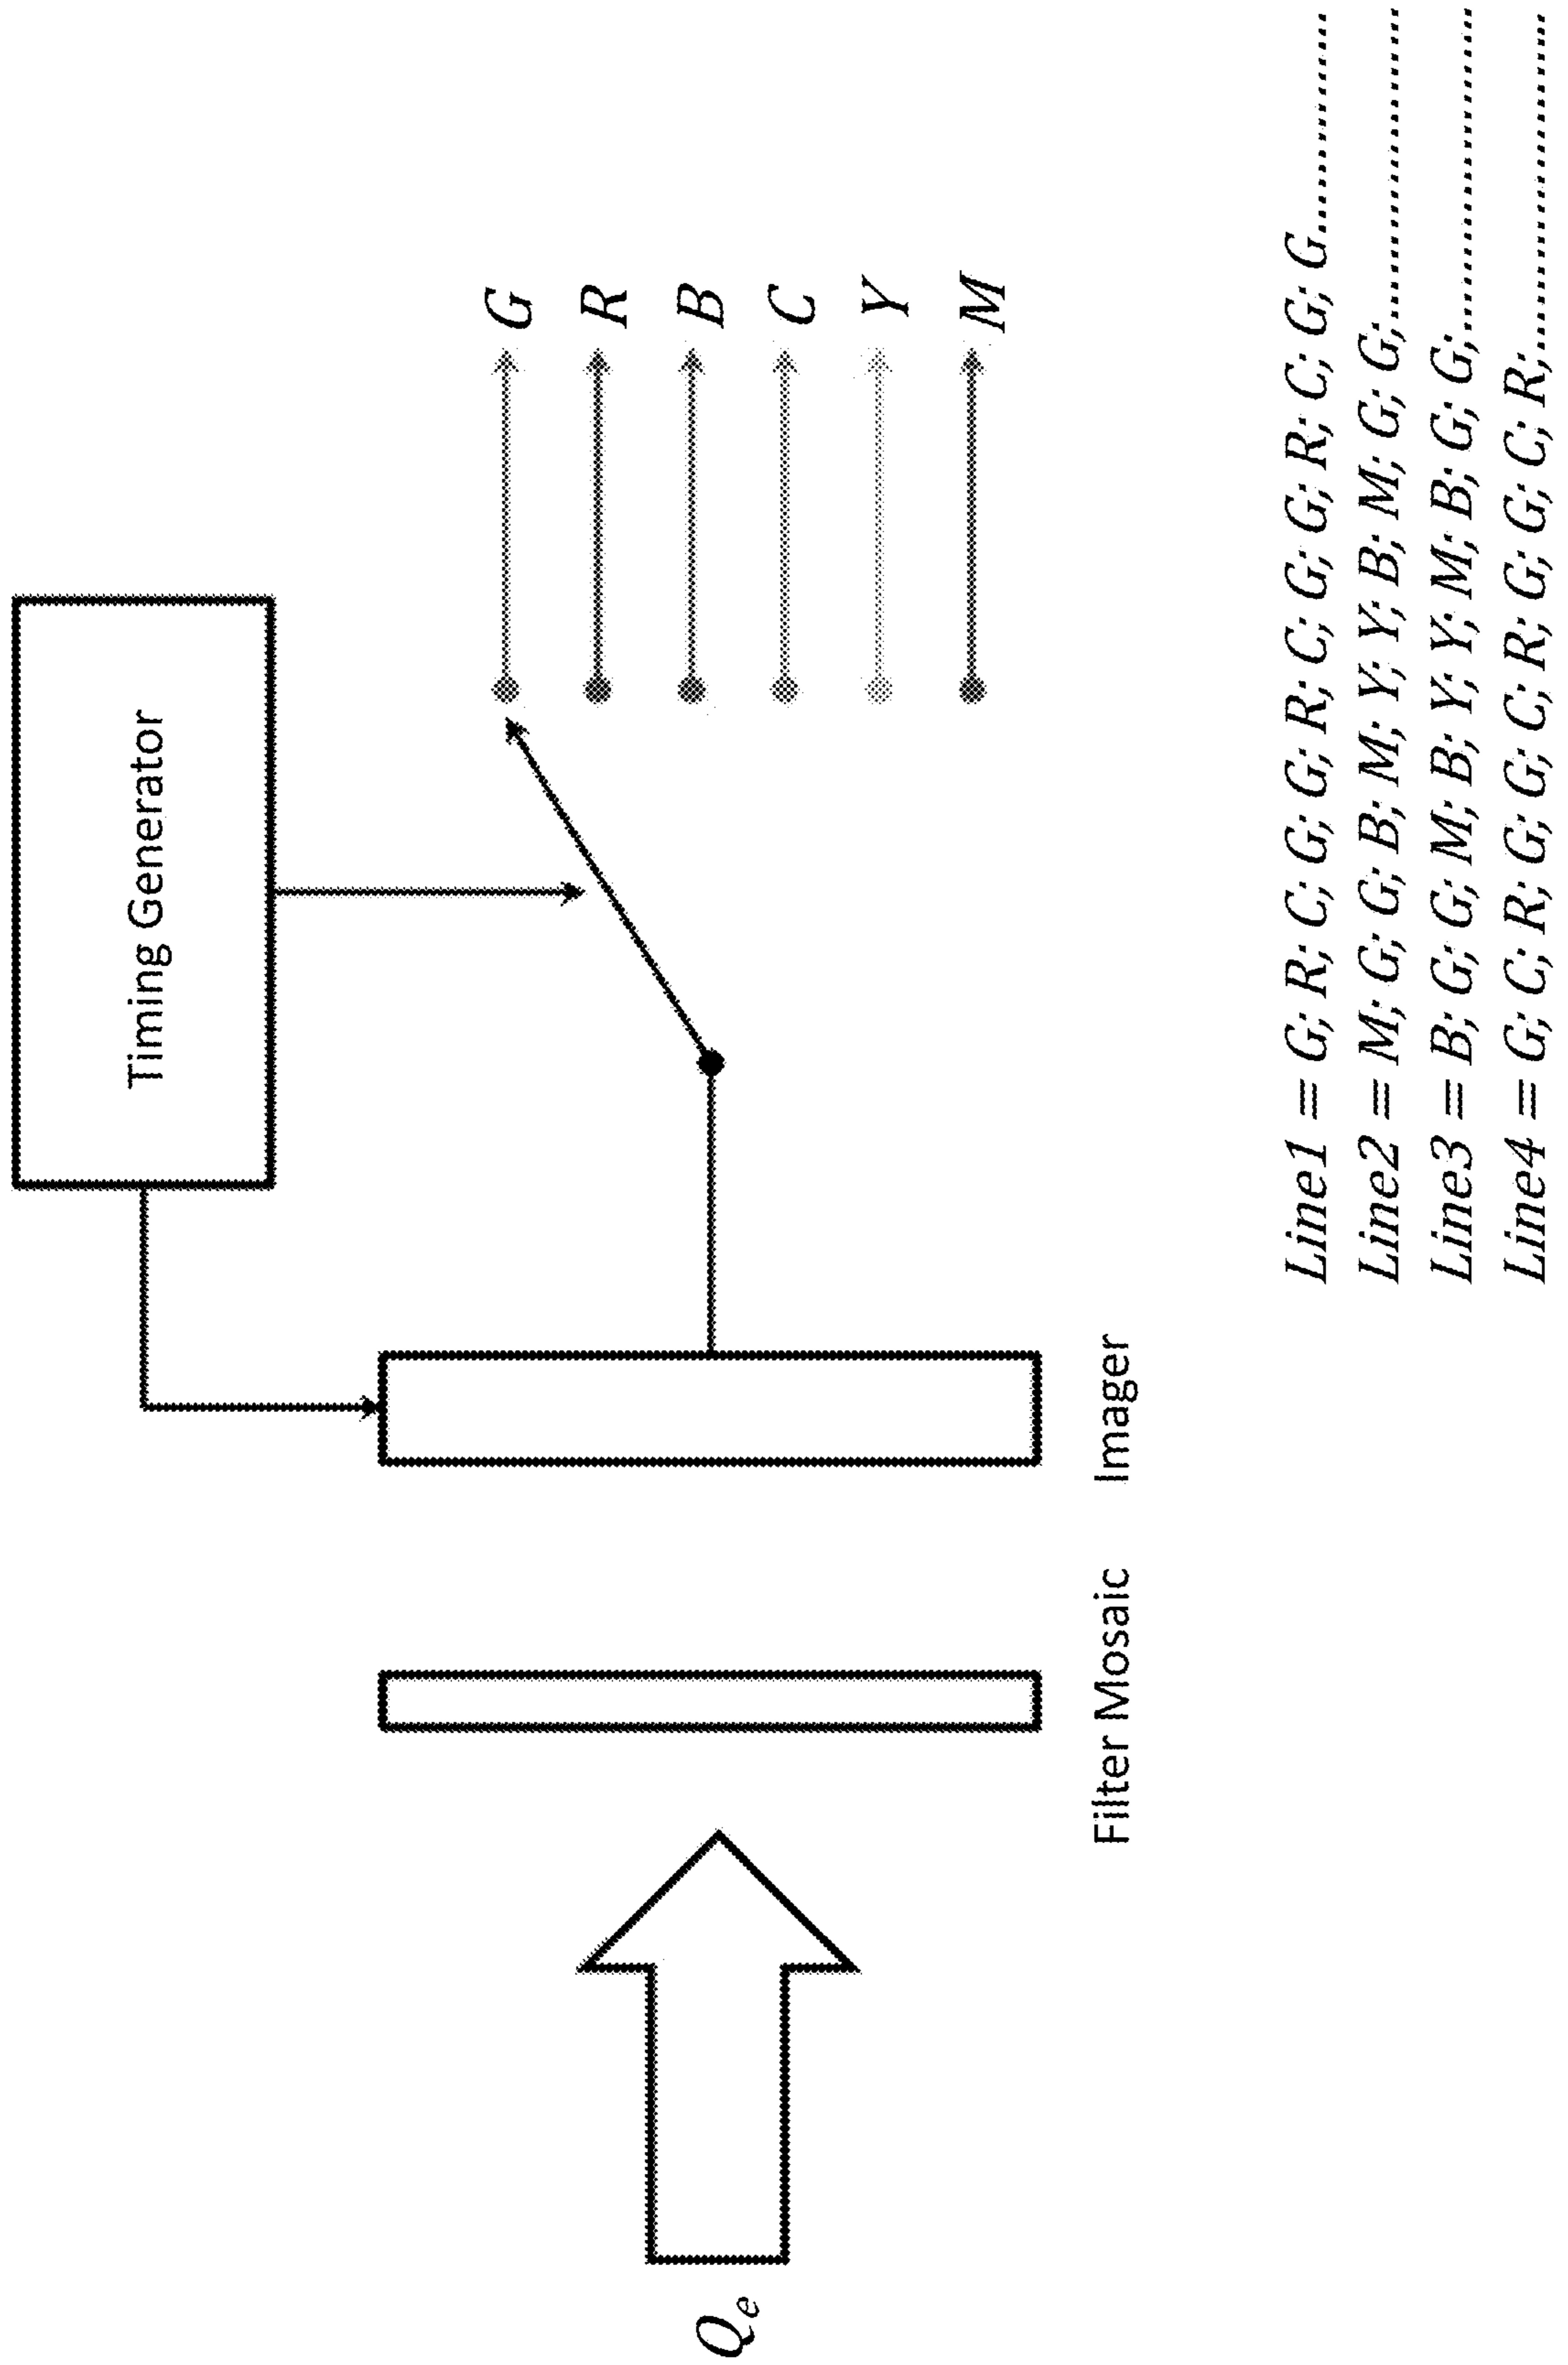 Timing Generator
G
R
B
C
Y
M
Qe
Filter Mosaic
Imager
Line1 = G; R; C; G; G; R; C; G; G; R; C; G; G..............
Line2 = M; G; G; B; M; Y; Y; B; M; G; G;....................
Line3 = B; G; G; M; B; Y; Y; M; B; G; G;.....................
Line4 = G; C; R; G; G; C; R; G; G; C; R;......................